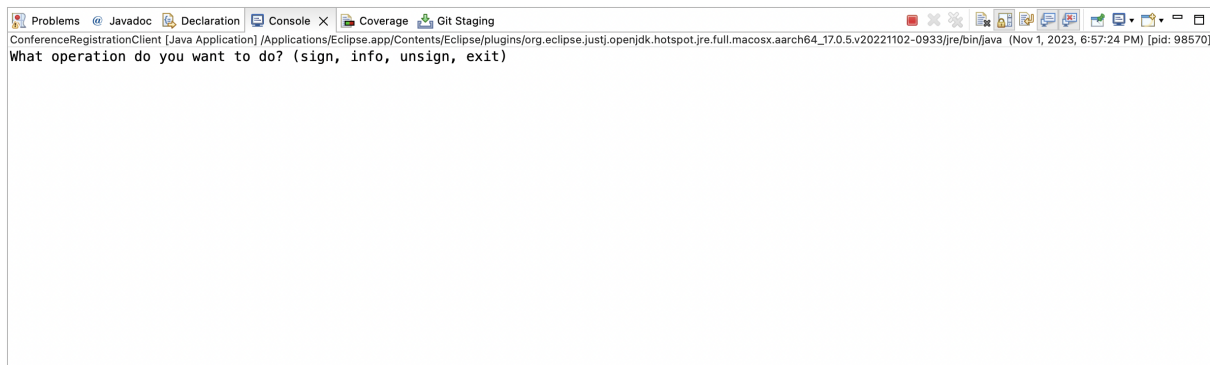 Problems @ Javadoc Declaration Console Coverage Git Staging
ConferenceRegistrationClient [Java Application] /Applications/Eclipse.app/Contents/Eclipse/plugins/org.eclipse.justj.openjdk.hotspot.jre.full.macosx.aarch64_17.0.5.v20221102-0933/jre/bin/java (Nov 1, 2023, 6:57:24 PM) [pid: 98570]
What operation do you want to do? (sign, info, unsign, exit)